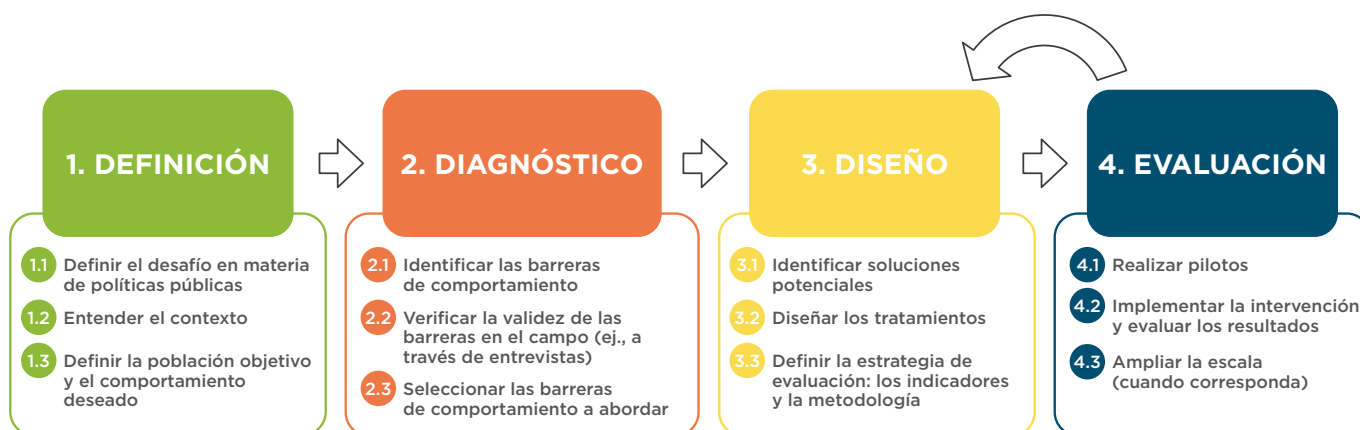 1. DEFINICIÓN
1.1 Definir el desafío en materia
de políticas públicas
1.2 Entender el contexto
1.3 Definir la población objetivo
y el comportamiento
deseado
2. DIAGNÓSTICO
2.1 Identificar las barreras
de comportamiento
2.2 Verificar la validez de las
barreras en el campo (ej., a
través de entrevistas)
2.3 Seleccionar las barreras
de comportamiento a abordar
3. DISEÑO
3.1 Identificar soluciones
potenciales
3.2 Diseñar los tratamientos
3.3 Definir la estrategia de
evaluación: los indicadores
y la metodología
4. EVALUACIÓN
4.1 Realizar pilotos
4.2 Implementar la intervención
y evaluar los resultados
4.3 Ampliar la escala
(cuando corresponda)